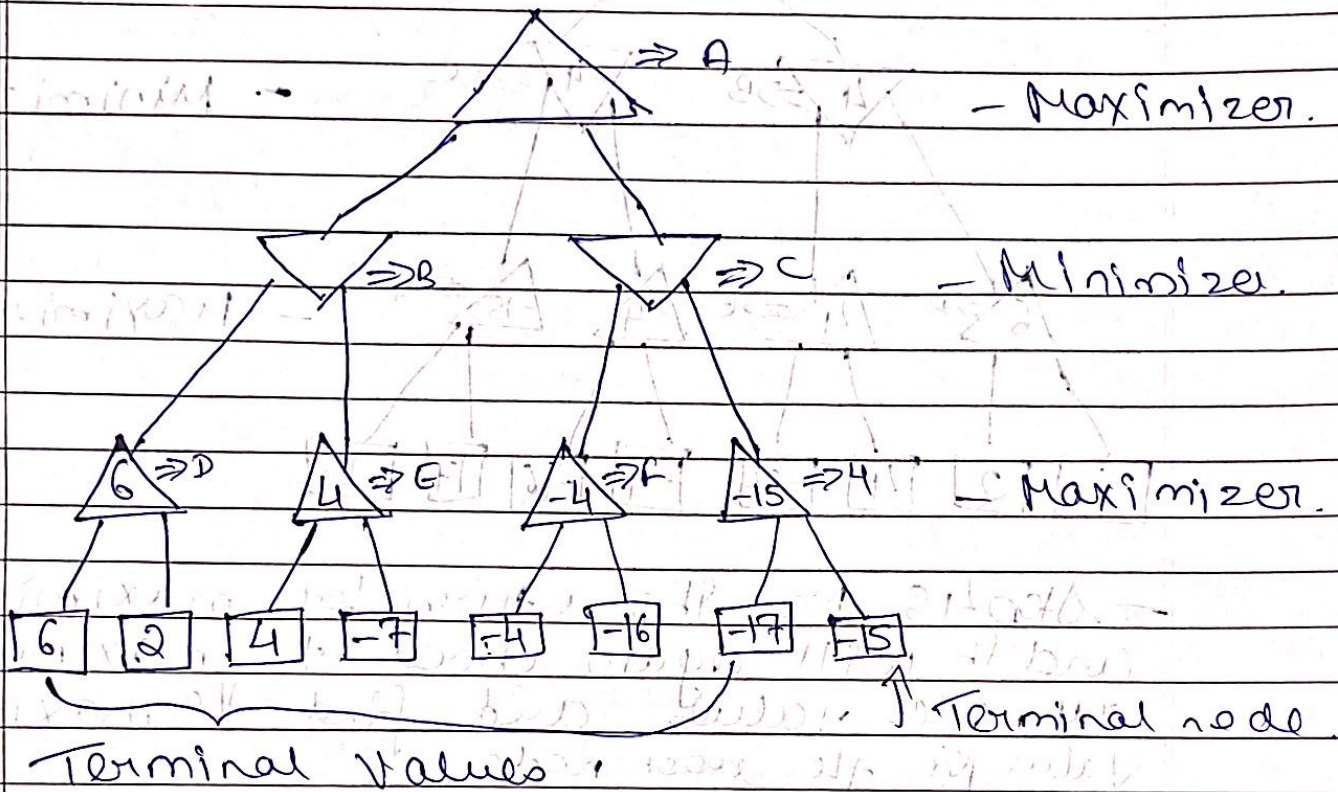 ⇒ A
- Maximizer.
⇒ B
⇒ C
- Minimizer.
6 ⇒ D
4 ⇒ E
-4 ⇒ F
-15 ⇒ 4
- Maximizer.
6 2 4 -7 -4 -16 -17 -15
Terminal node
Terminal Values.